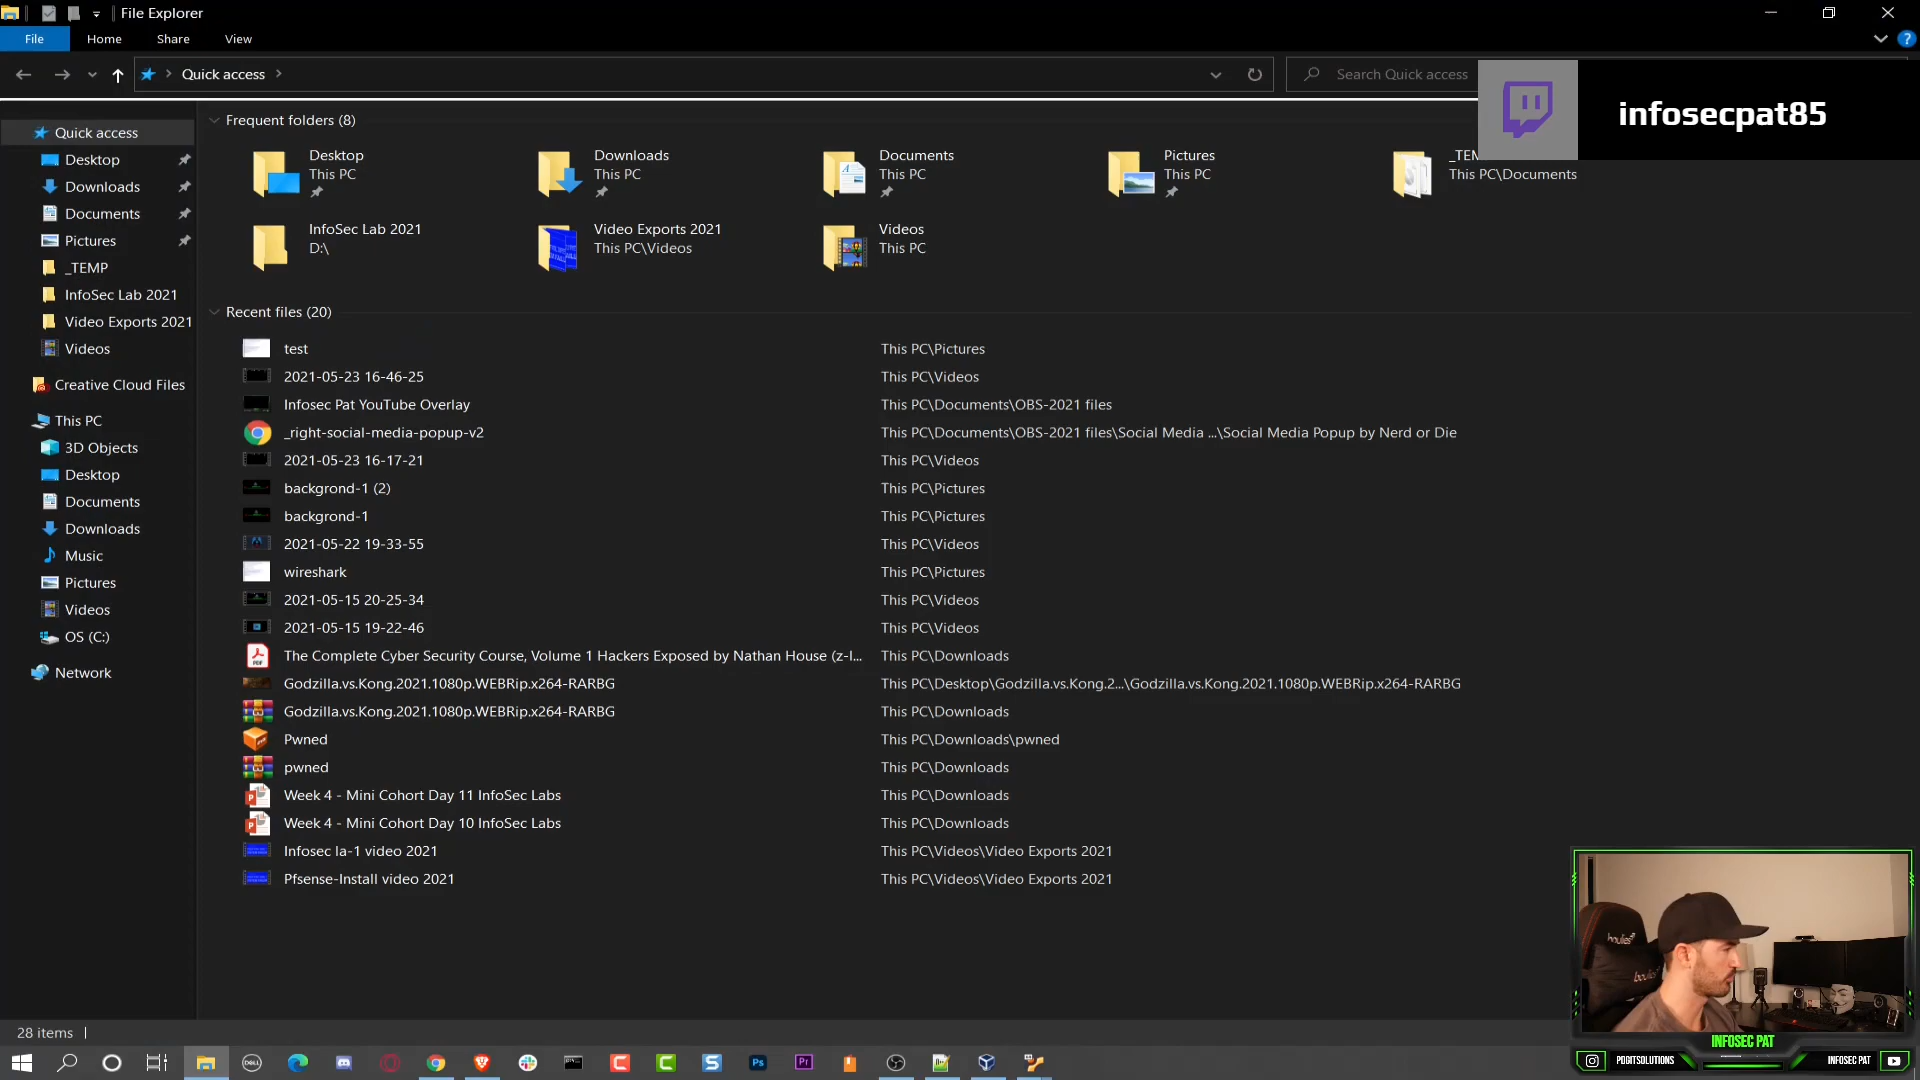 File Explorer
File Home Share View
Quick access
Search Quick access
infosecpat85
Quick access
Desktop
Downloads
Documents
Pictures
_TEMP
InfoSec Lab 2021
Video Exports 2021
Videos
Creative Cloud Files
This PC
3D Objects
Desktop
Documents
Downloads
Music
Pictures
Videos
OS (C:)
Network
Frequent folders (8)
Desktop
This PC
Downloads
This PC
Documents
This PC
Pictures
This PC
This PC\Documents
InfoSec Lab 2021
D:\
Video Exports 2021
This PC\Videos
Videos
This PC
Recent files (20)
test This PC\Pictures
2021-05-23 16-46-25 This PC\Videos
Infosec Pat YouTube Overlay This PC\Documents\OBS-2021 files
_right-social-media-popup-v2 This PC\Documents\OBS-2021 files\Social Media ...\Social Media Popup by Nerd or Die
2021-05-23 16-17-21 This PC\Videos
backgrond-1 (2) This PC\Pictures
backgrond-1 This PC\Pictures
2021-05-22 19-33-55 This PC\Videos
wireshark This PC\Pictures
2021-05-15 20-25-34 This PC\Videos
2021-05-15 19-22-46 This PC\Videos
The Complete Cyber Security Course, Volume 1 Hackers Exposed by Nathan House (z-l... This PC\Downloads
Godzilla.vs.Kong.2021.1080p.WEBRip.x264-RARBG This PC\Desktop\Godzilla.vs.Kong.2...\Godzilla.vs.Kong.2021.1080p.WEBRip.x264-RARBG
Godzilla.vs.Kong.2021.1080p.WEBRip.x264-RARBG This PC\Downloads
Pwned This PC\Downloads\pwned
pwned This PC\Downloads
Week 4 - Mini Cohort Day 11 InfoSec Labs This PC\Downloads
Week 4 - Mini Cohort Day 10 InfoSec Labs This PC\Downloads
Infosec la-1 video 2021 This PC\Videos\Video Exports 2021
Pfsense-Install video 2021 This PC\Videos\Video Exports 2021
28 items
INFOSEC PAT
PDDITSOLUTIONS
INFOSEC PAT